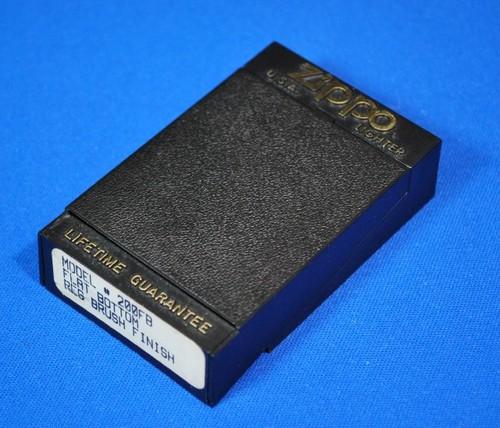 Zippo
U.S.A. LIGHTER
LIFETIME GUARANTEE
MODEL # 200FB
FLAT BOTTOM
REG BRUSH FINISH